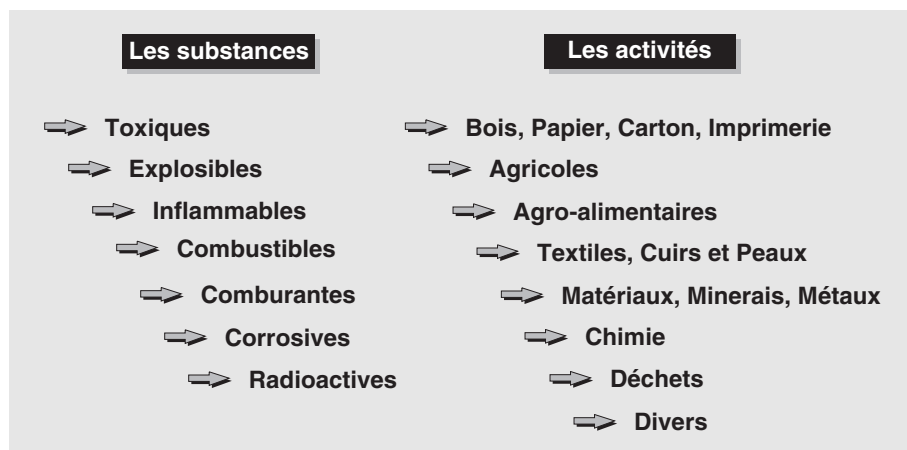 Les substances
Toxiques
Explosibles
Inflammables
Combustibles
Comburantes
Corrosives
Radioactives
Les activités
Bois, Papier, Carton, Imprimerie
Agricoles
Agro-alimentaires
Textiles, Cuirs et Peaux
Matériaux, Minerais, Métaux
Chimie
Déchets
Divers